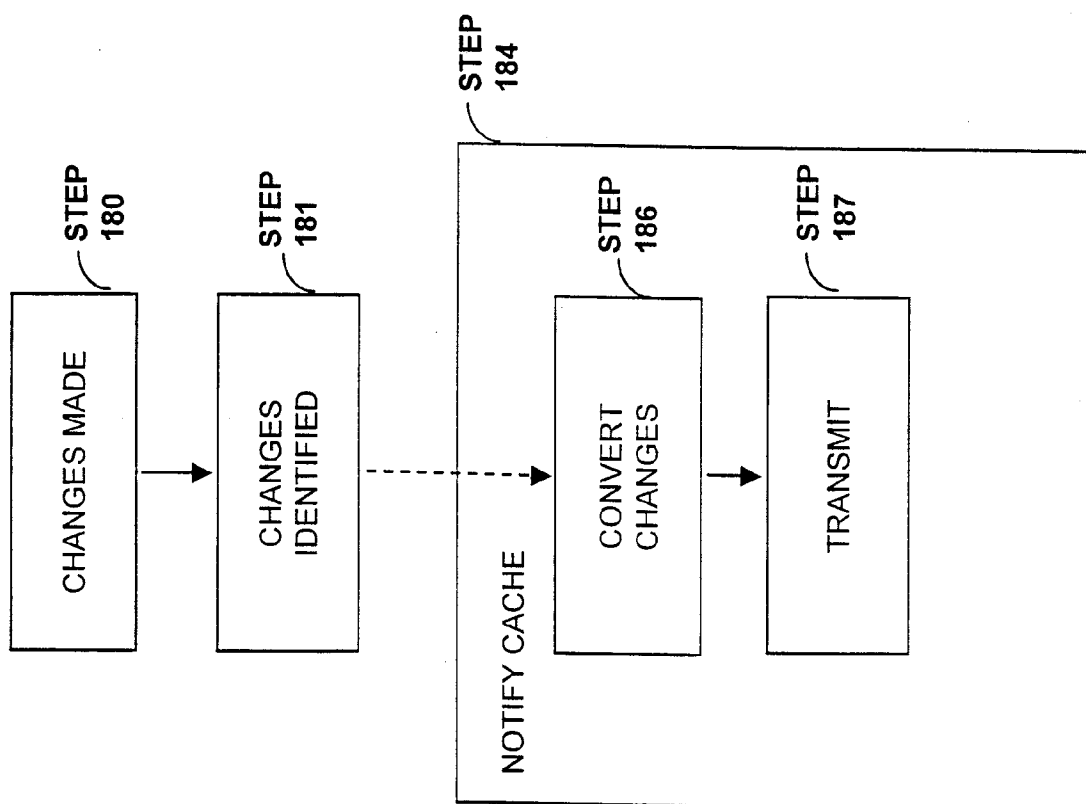 CHANGES MADE
STEP
180
CHANGES
IDENTIFIED
STEP
181
STEP
184
NOTIFY CACHE
CONVERT
CHANGES
STEP
186
TRANSMIT
STEP
187